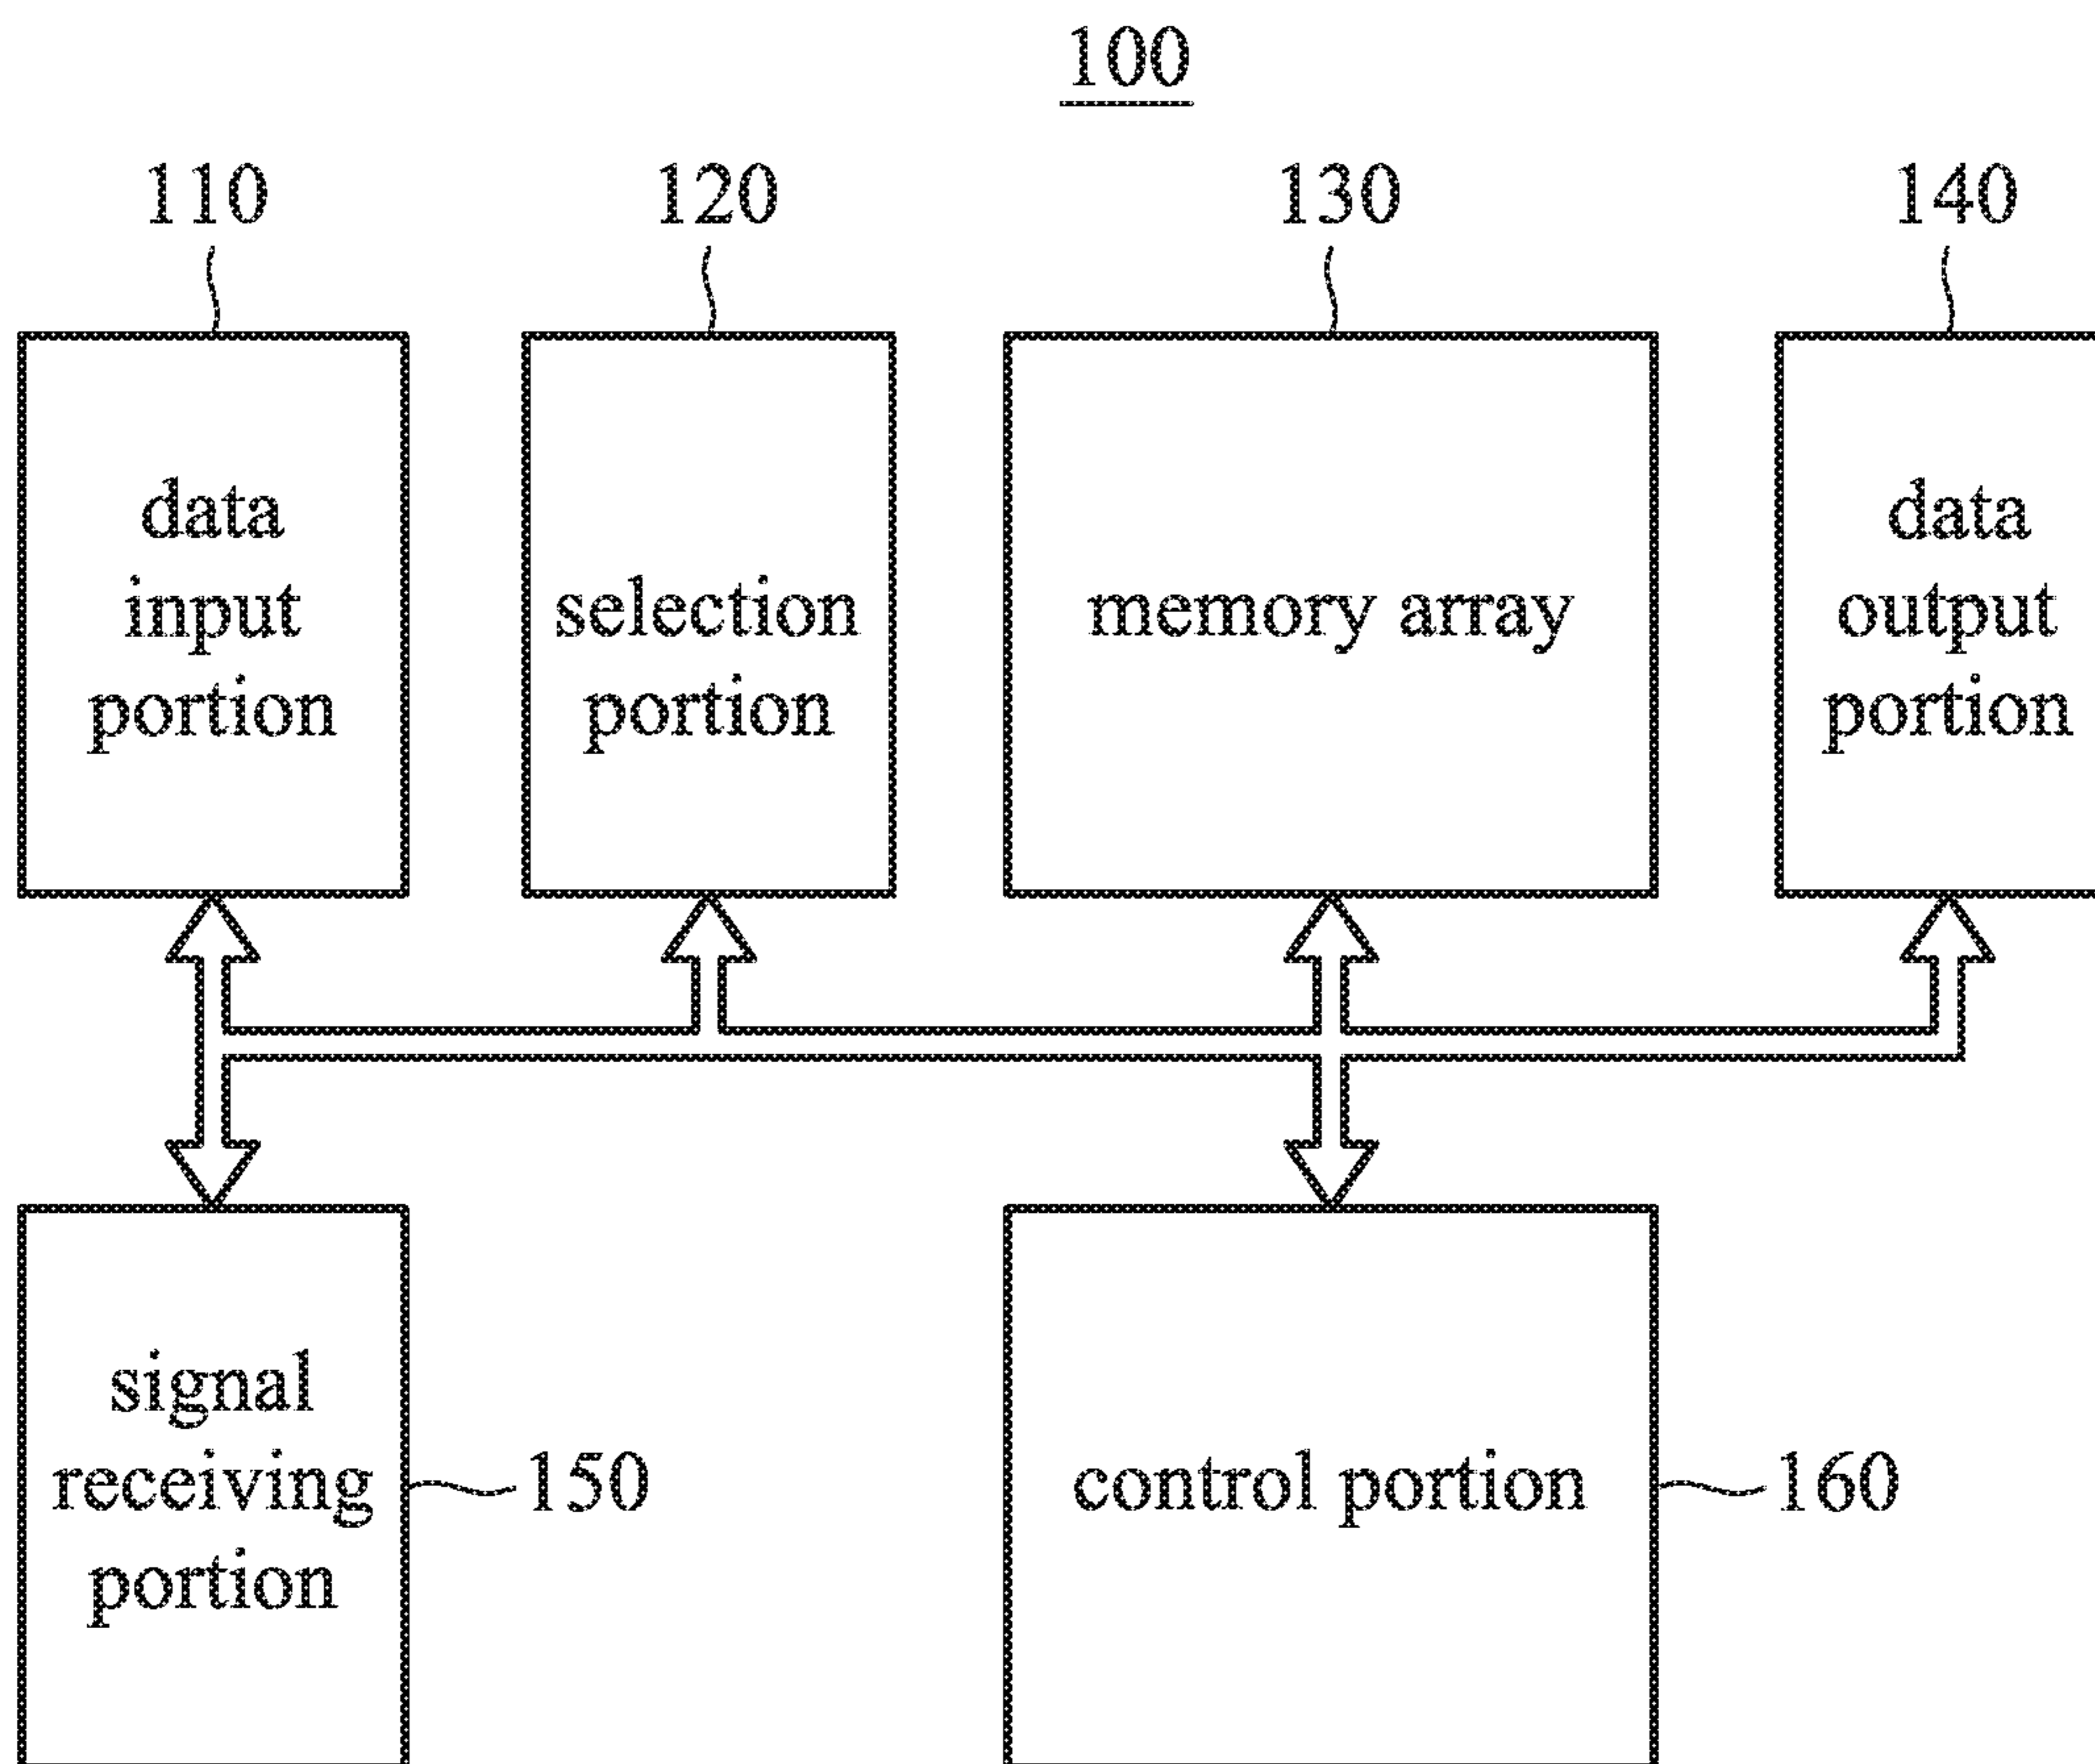 100
110
120
130
140
data
input
portion
selection
portion
memory array
data
output
portion
signal
receiving
portion
150
control portion
160